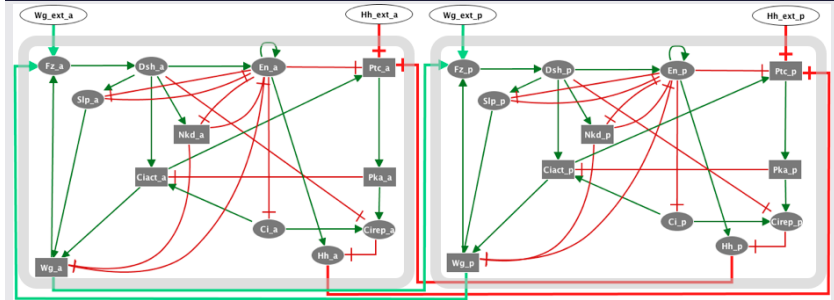 Wg_ext_a Hh_ext_a Wg_ext_p Hh_ext_p
Fz_a Dsh_a En_a Ptc_a Fz_p Dsh_p En_p Ptc_p
Slp_a Slp_p
Nkd_a Nkd_p
Ciact_a Pka_a Ciact_p Pka_p
Ci_a Cirep_a Ci_p Cirep_p
Hh_a Hh_p
Wg_a Wg_p